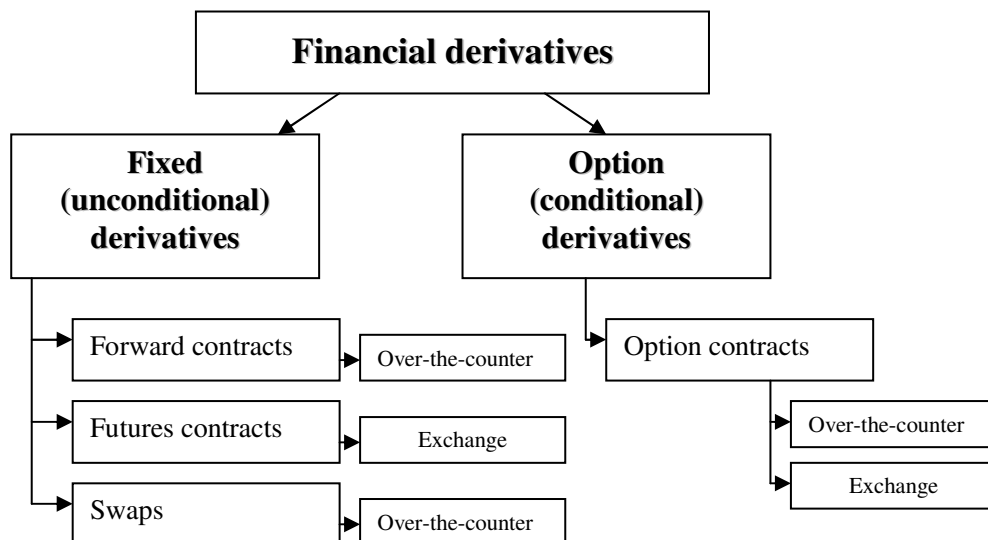 Financial derivatives
Fixed
(unconditional)
derivatives
Option
(conditional)
derivatives
Forward contracts
Over-the-counter
Futures contracts
Exchange
Swaps
Over-the-counter
Option contracts
Over-the-counter
Exchange